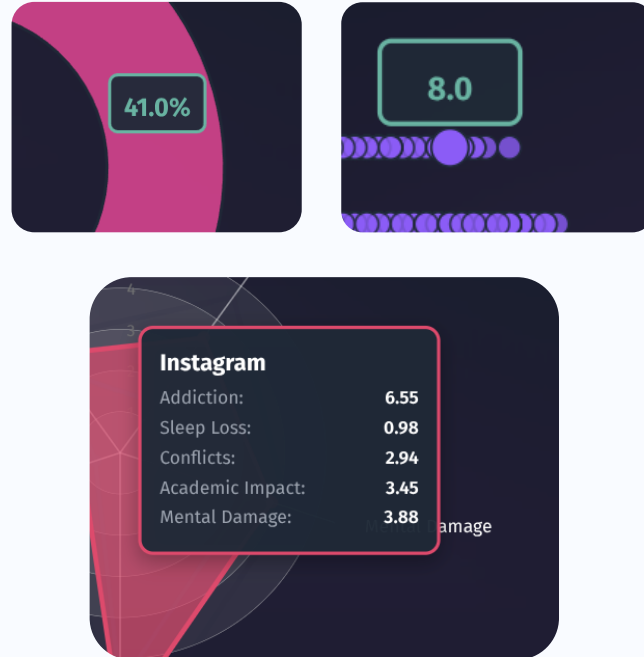 41.0%
8.0
4
3
Instagram
Addiction: 6.55
Sleep Loss: 0.98
Conflicts: 2.94
Academic Impact: 3.45
Mental Damage: 3.88
Mental Damage